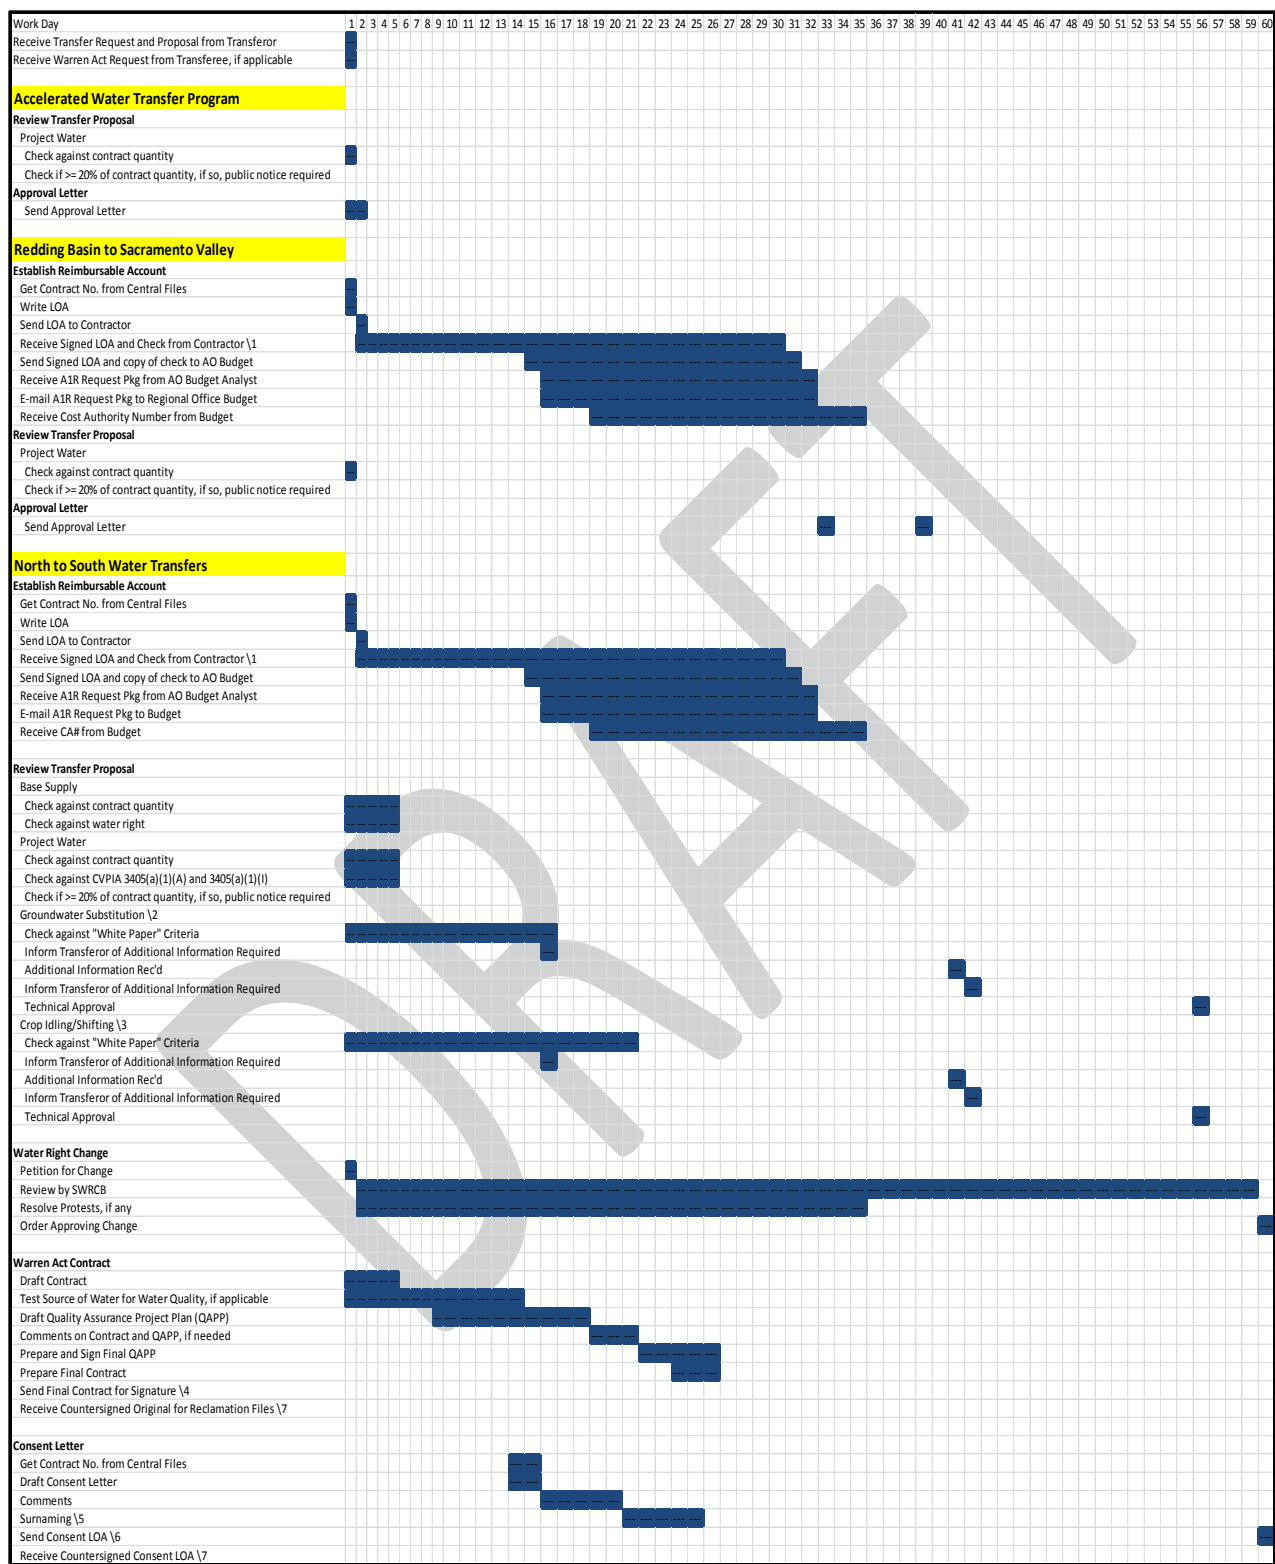 Work Day 1 2 3 4 5 6 7 8 9 10 11 12 13 14 15 16 17 18 19 20 21 22 23 24 25 26 27 28 29 30 31 32 33 34 35 36 37 38 39 40 41 42 43 44 45 46 47 48 49 50 51 52 53 54 55 56 57 58 59 60
Receive Transfer Request and Proposal from Transferor
Receive Warren Act Request from Transferee, if applicable
Accelerated Water Transfer Program
Review Transfer Proposal
Project Water
Check against contract quantity
Check if >= 20% of contract quantity, if so, public notice required
Approval Letter
Send Approval Letter
Redding Basin to Sacramento Valley
Establish Reimbursable Account
Get Contract No. from Central Files
Write LOA
Send LOA to Contractor
Receive Signed LOA and Check from Contractor \1
Send Signed LOA and copy of check to AO Budget
Receive A1R Request Pkg from AO Budget Analyst
E-mail A1R Request Pkg to Regional Office Budget
Receive Cost Authority Number from Budget
Review Transfer Proposal
Project Water
Check against contract quantity
Check if >= 20% of contract quantity, if so, public notice required
Approval Letter
Send Approval Letter
North to South Water Transfers
Establish Reimbursable Account
Get Contract No. from Central Files
Write LOA
Send LOA to Contractor
Receive Signed LOA and Check from Contractor \1
Send Signed LOA and copy of check to AO Budget
Receive A1R Request Pkg from AO Budget Analyst
E-mail A1R Request Pkg to Budget
Receive CA# from Budget
Review Transfer Proposal
Base Supply
Check against contract quantity
Check against water right
Project Water
Check against contract quantity
Check against CVPIA 3405(a)(1)(A) and 3405(a)(1)(I)
Check if >= 20% of contract quantity, if so, public notice required
Groundwater Substitution \2
Check against "White Paper" Criteria
Inform Transferor of Additional Information Required
Additional Information Rec'd
Inform Transferor of Additional Information Required
Technical Approval
Crop Idling/Shifting \3
Check against "White Paper" Criteria
Inform Transferor of Additional Information Required
Additional Information Rec'd
Inform Transferor of Additional Information Required
Technical Approval
Water Right Change
Petition for Change
Review by SWRCB
Resolve Protests, if any
Order Approving Change
Warren Act Contract
Draft Contract
Test Source of Water for Water Quality, if applicable
Draft Quality Assurance Project Plan (QAPP)
Comments on Contract and QAPP, if needed
Prepare and Sign Final QAPP
Prepare Final Contract
Send Final Contract for Signature \4
Receive Countersigned Original for Reclamation Files \7
Consent Letter
Get Contract No. from Central Files
Draft Consent Letter
Comments
Surnaming \5
Send Consent LOA \6
Receive Countersigned Consent LOA \7
DRAFT